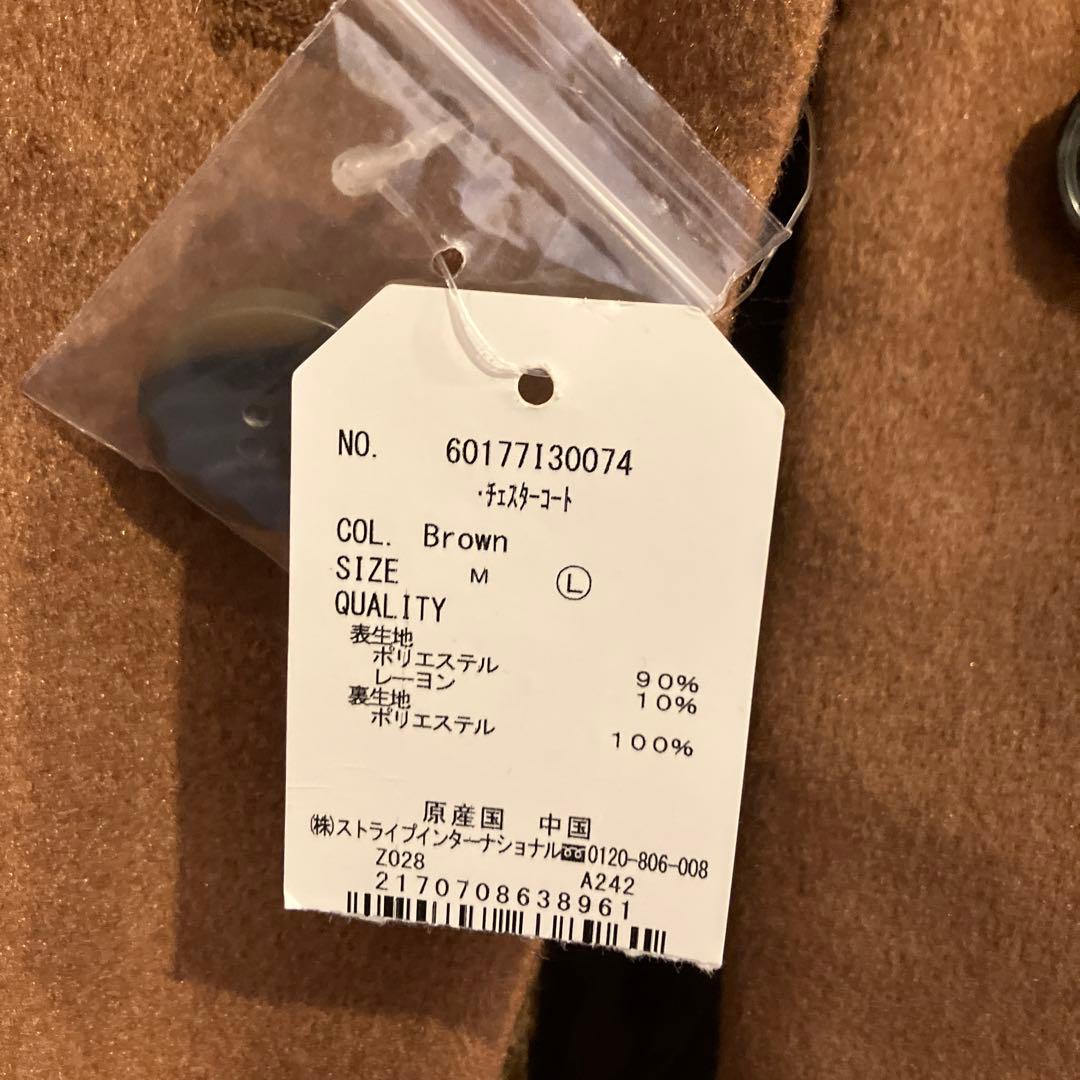 NO. 60177I30074
・チェスターコート
COL. Brown
SIZE M Ⓛ
QUALITY
表生地
ポリエステル 90%
レーヨン 10%
裏生地
ポリエステル 100%
原産国 中国
㈱ストライプインターナショナル 0120-806-008
Z028 A242
2170708638961